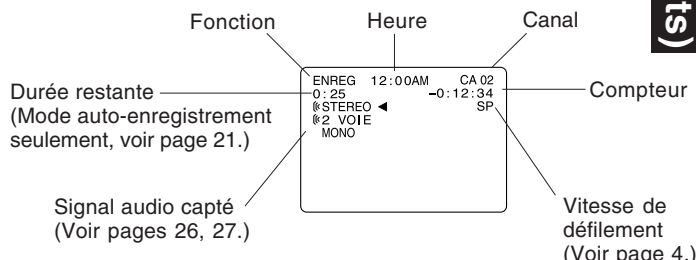 Fonction
Heure
Canal
ts)
ENREG 12:00AM CA 02
0:25 -0:12:34
STEREO ◄ SP
2 VOIE
MONO
Durée restante
(Mode auto-enregistrement
seulement, voir page 21.)
Compteur
Signal audio capté
(Voir pages 26, 27.)
Vitesse de
défilement
(Voir page 4.)